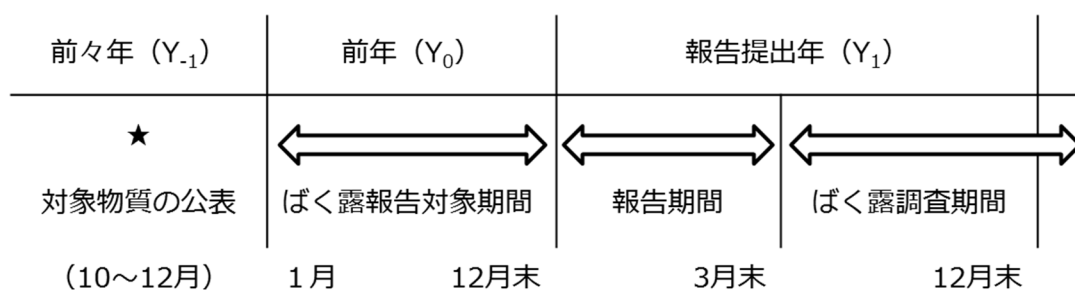 前々年（Y-1） 前年（Y0） 報告提出年（Y1）
★
対象物質の公表 ばく露報告対象期間 報告期間 ばく露調査期間
（10～12月） 1月 12月末 3月末 12月末